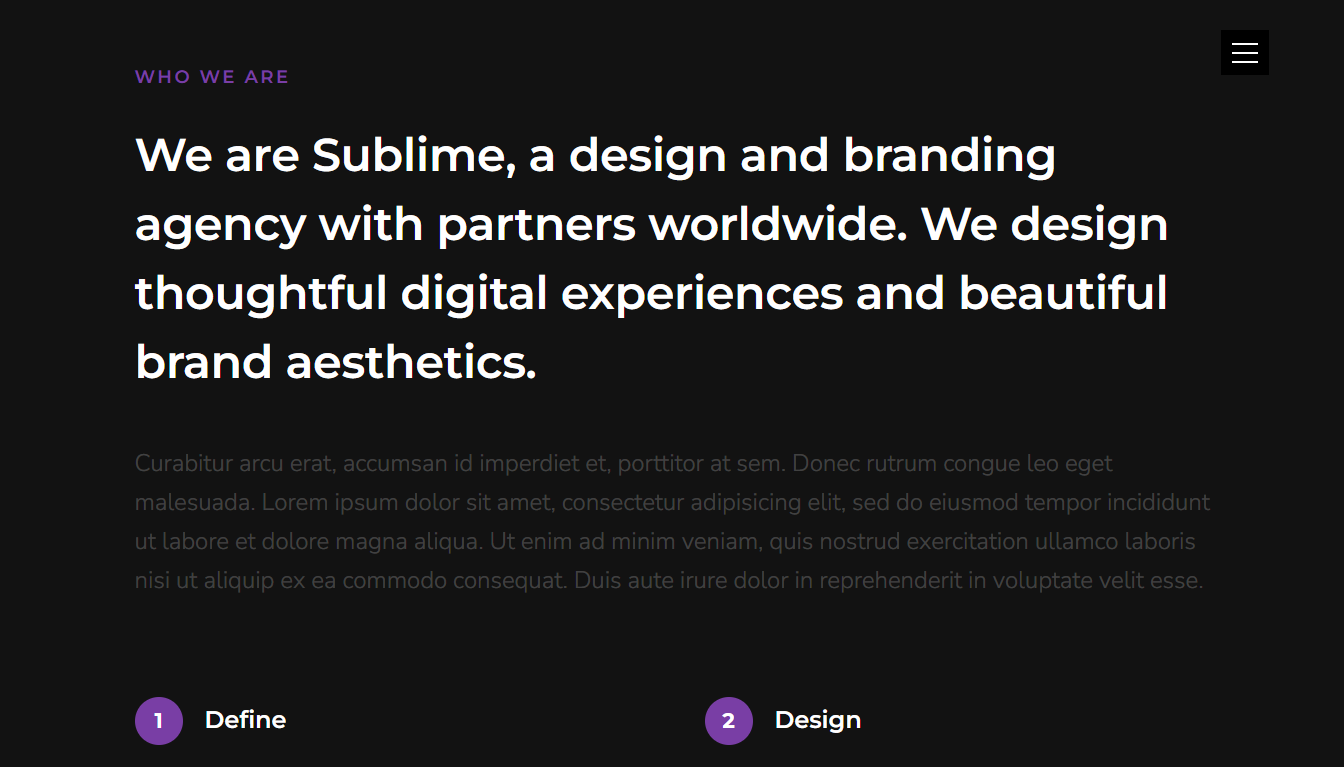 WHO WE ARE
We are Sublime, a design and branding
agency with partners worldwide. We design
thoughtful digital experiences and beautiful
brand aesthetics.
Curabitur arcu erat, accumsan id imperdiet et, porttitor at sem. Donec rutrum congue leo eget
malesuada. Lorem ipsum dolor sit amet, consectetur adipisicing elit, sed do eiusmod tempor incididunt
ut labore et dolore magna aliqua. Ut enim ad minim veniam, quis nostrud exercitation ullamco laboris
nisi ut aliquip ex ea commodo consequat. Duis aute irure dolor in reprehenderit in voluptate velit esse.
1 Define
2 Design